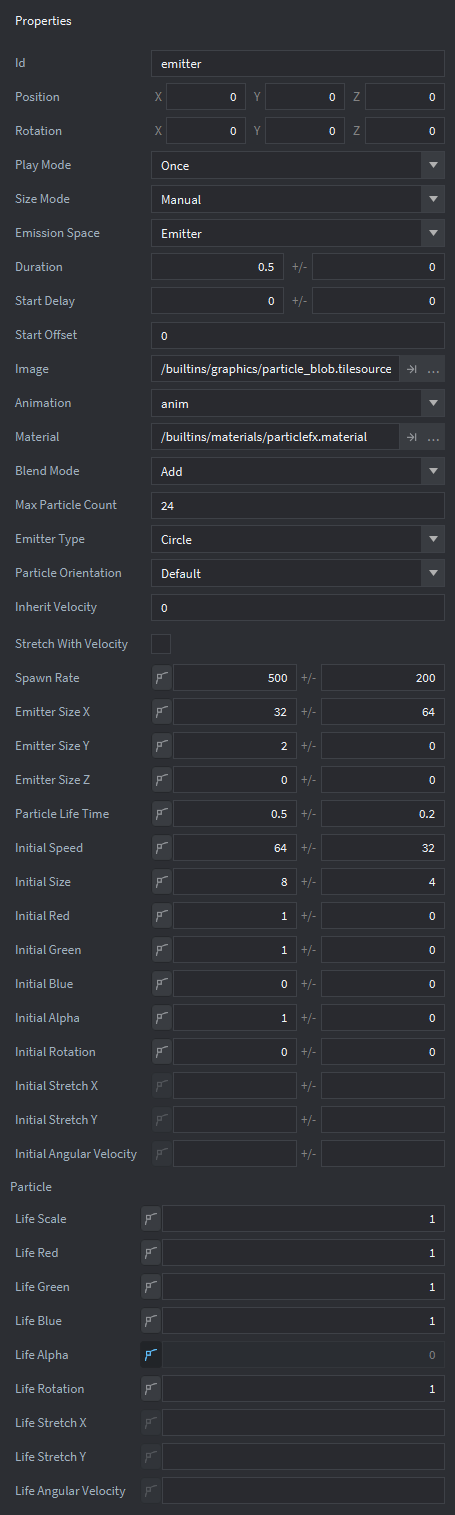 Properties
Id emitter
Position X 0 Y 0 Z 0
Rotation X 0 Y 0 Z 0
Play Mode Once
Size Mode Manual
Emission Space Emitter
Duration 0.5 +/- 0
Start Delay 0 +/- 0
Start Offset 0
Image /builtins/graphics/particle_blob.tilesource ...
Animation anim
Material /builtins/materials/particlefx.material ...
Blend Mode Add
Max Particle Count 24
Emitter Type Circle
Particle Orientation Default
Inherit Velocity 0
Stretch With Velocity
Spawn Rate 500 +/- 200
Emitter Size X 32 +/- 64
Emitter Size Y 2 +/- 0
Emitter Size Z 0 +/- 0
Particle Life Time 0.5 +/- 0.2
Initial Speed 64 +/- 32
Initial Size 8 +/- 4
Initial Red 1 +/- 0
Initial Green 1 +/- 0
Initial Blue 0 +/- 0
Initial Alpha 1 +/- 0
Initial Rotation 0 +/- 0
Initial Stretch X +/-
Initial Stretch Y +/-
Initial Angular Velocity +/-
Particle
Life Scale 1
Life Red 1
Life Green 1
Life Blue 1
Life Alpha 0
Life Rotation 1
Life Stretch X
Life Stretch Y
Life Angular Velocity